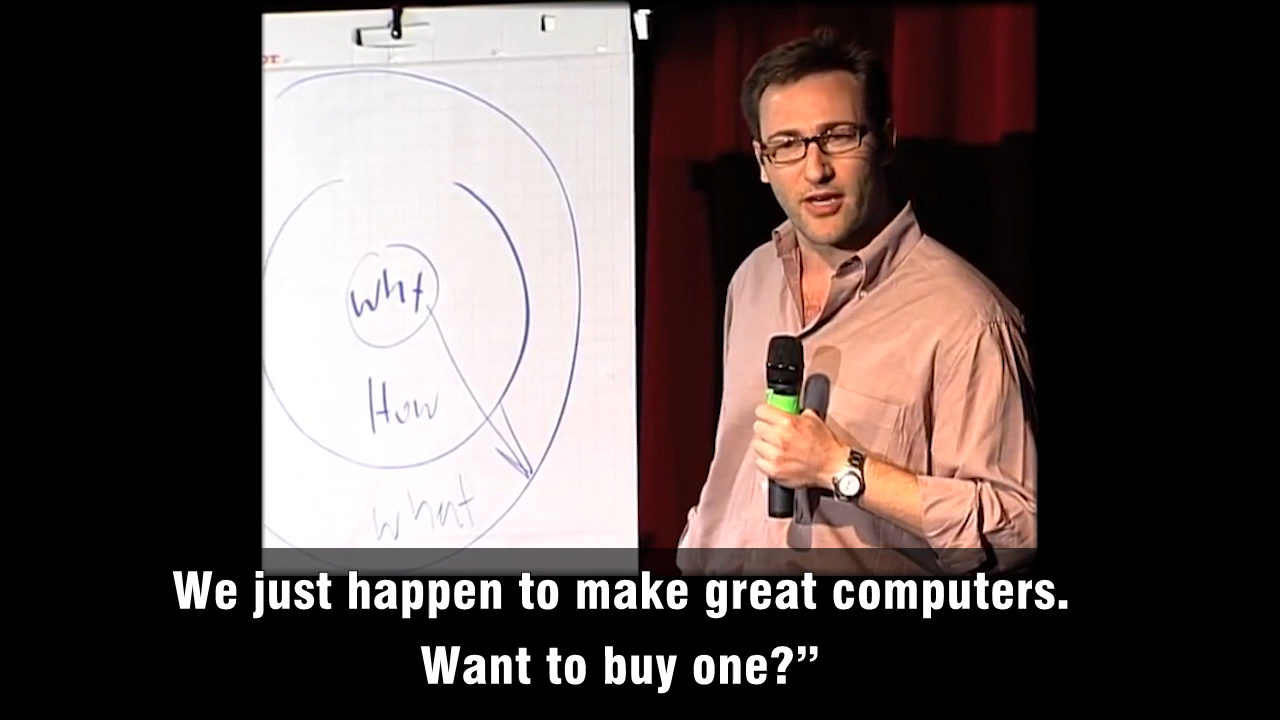 Why
How
what
We just happen to make great computers.
Want to buy one?”